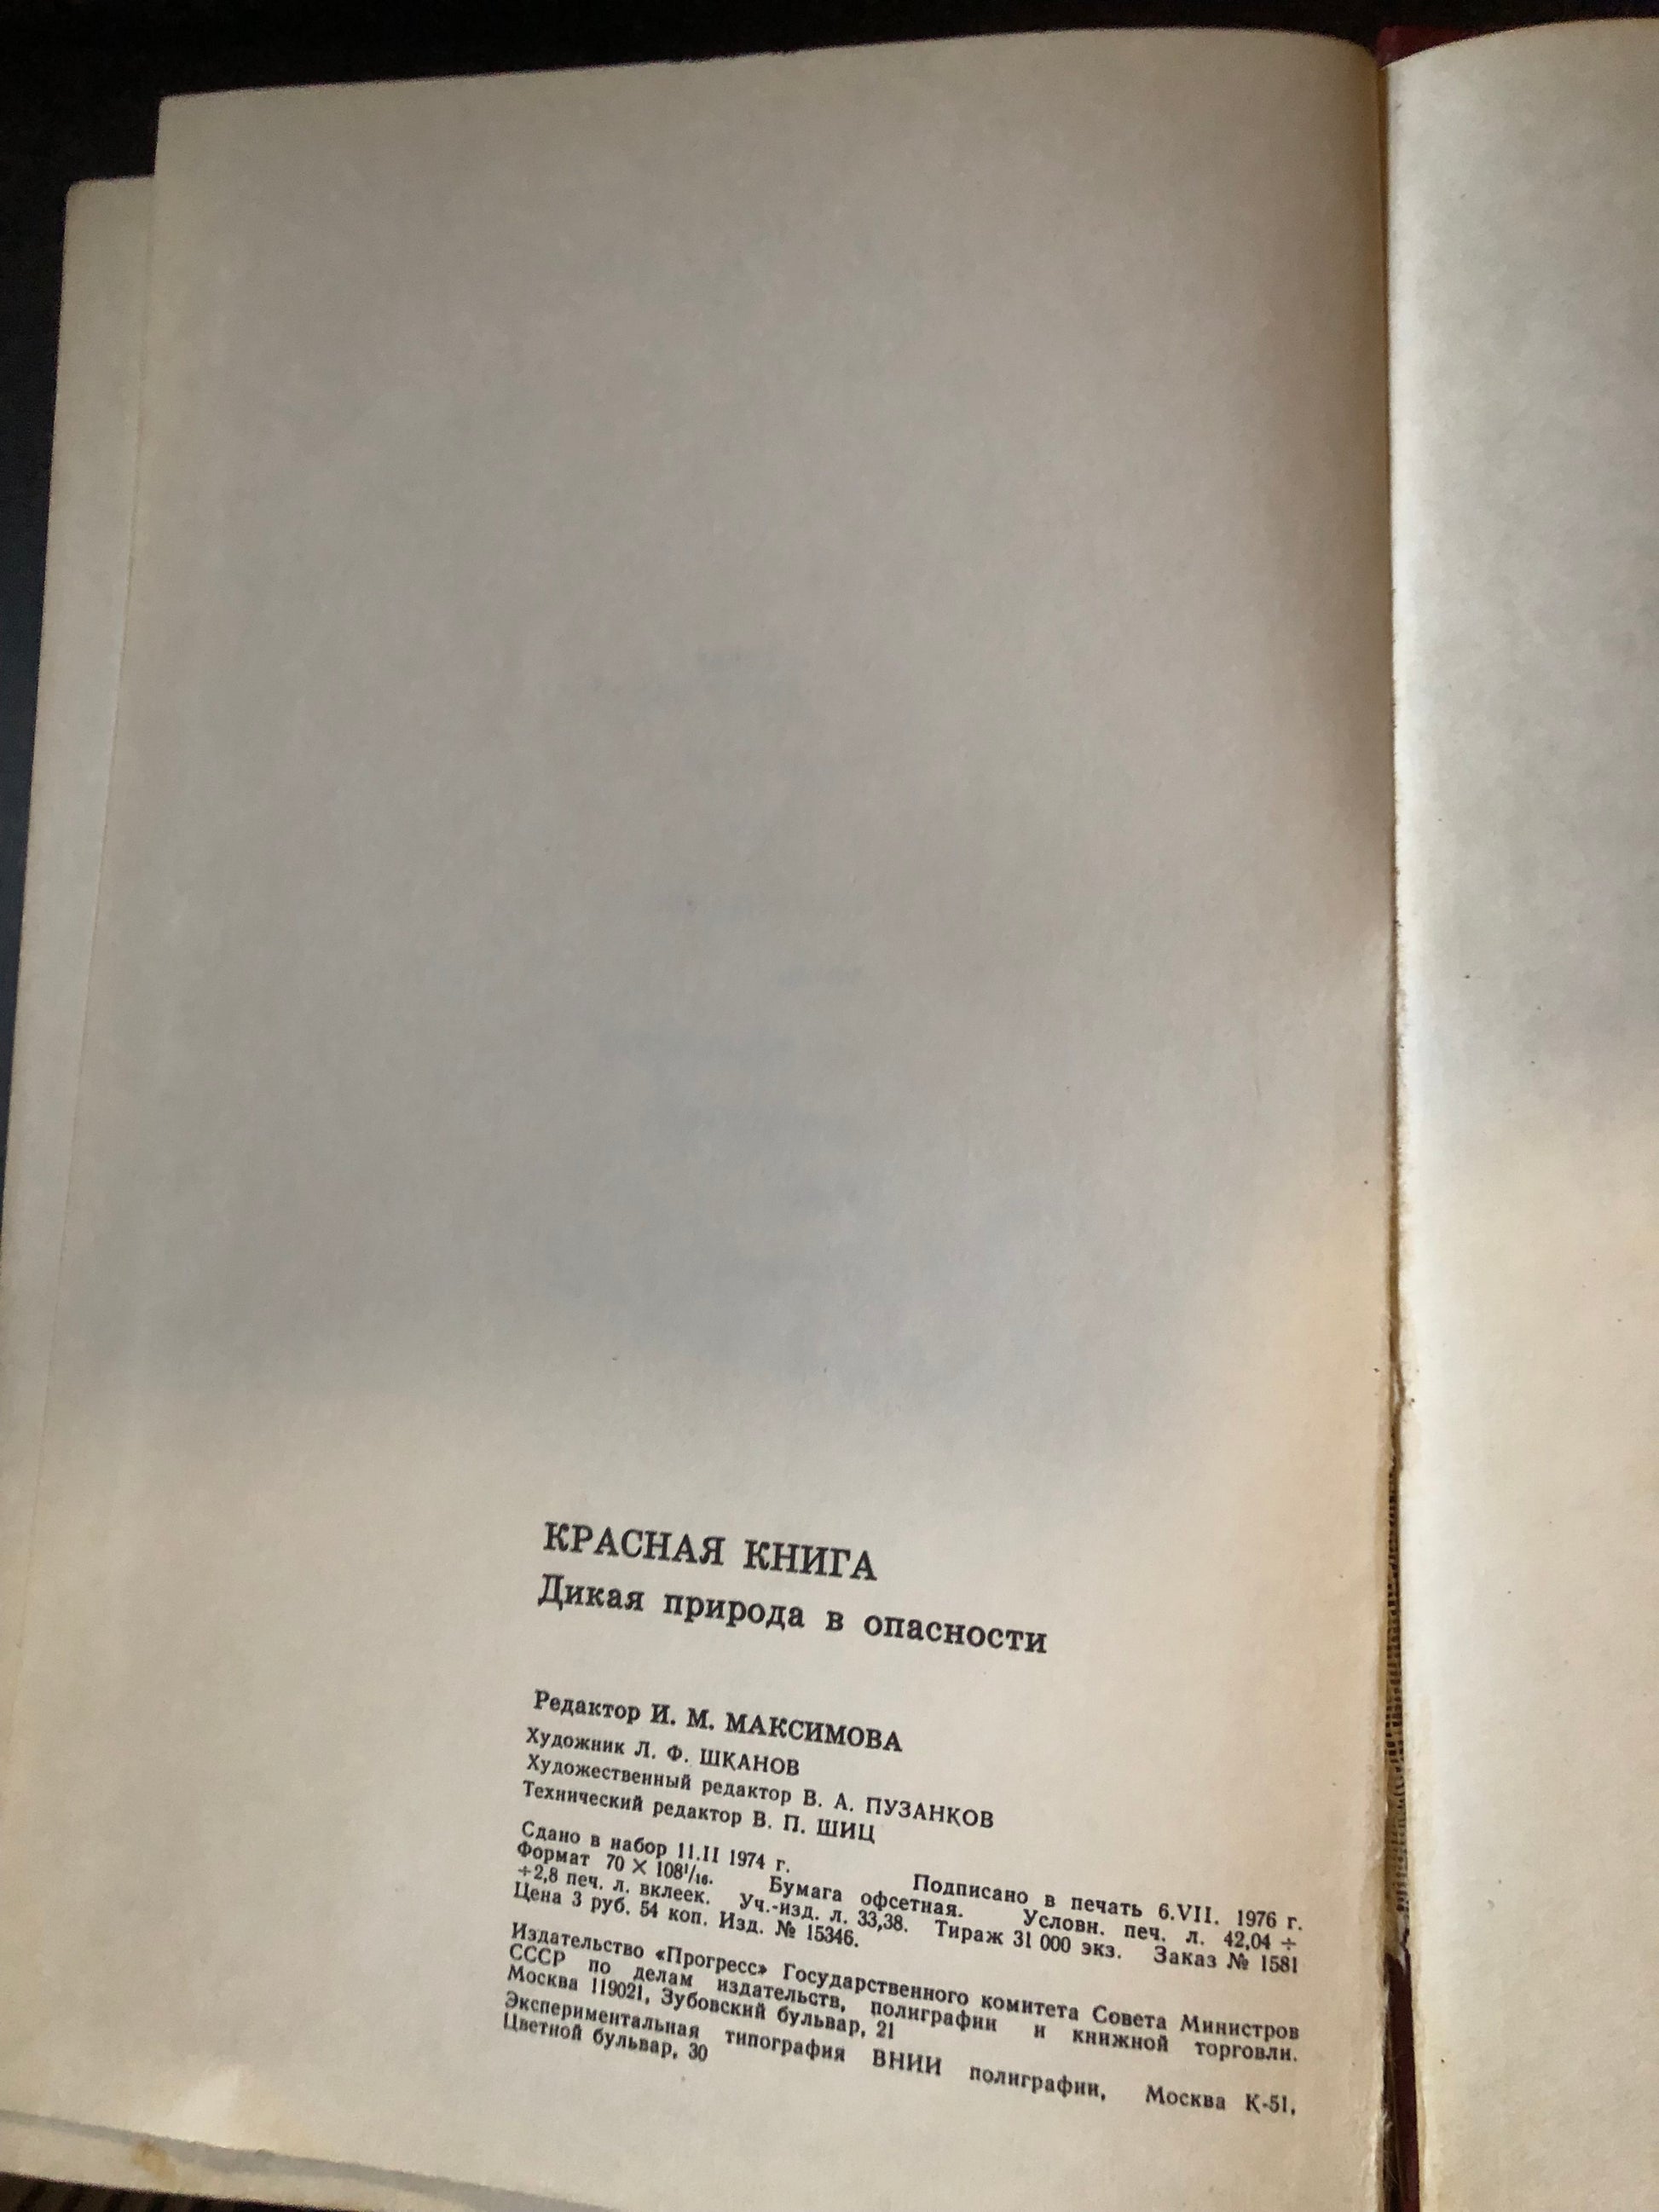 КРАСНАЯ КНИГА
Дикая природа в опасности
Редактор И. М. МАКСИМОВА
Художник Л. Ф. ШКАНОВ
Художественный редактор В. А. ПУЗАНКОВ
Технический редактор В. П. ШИЦ
Сдано в набор 11.II 1974 г. Подписано в печать 6.VII. 1976 г.
Формат 70 × 108¹/₁₆. Бумага офсетная. Условн. печ. л. 42,04 ÷
÷2,8 печ. л. вклеек. Уч.-изд. л. 33,38. Тираж 31 000 экз. Заказ № 1581
Цена 3 руб. 54 коп. Изд. № 15346.
Издательство «Прогресс» Государственного комитета Совета Министров
СССР по делам издательств, полиграфии и книжной торговли.
Москва 119021, Зубовский бульвар, 21
Экспериментальная типография ВНИИ полиграфии, Москва К-51,
Цветной бульвар, 30